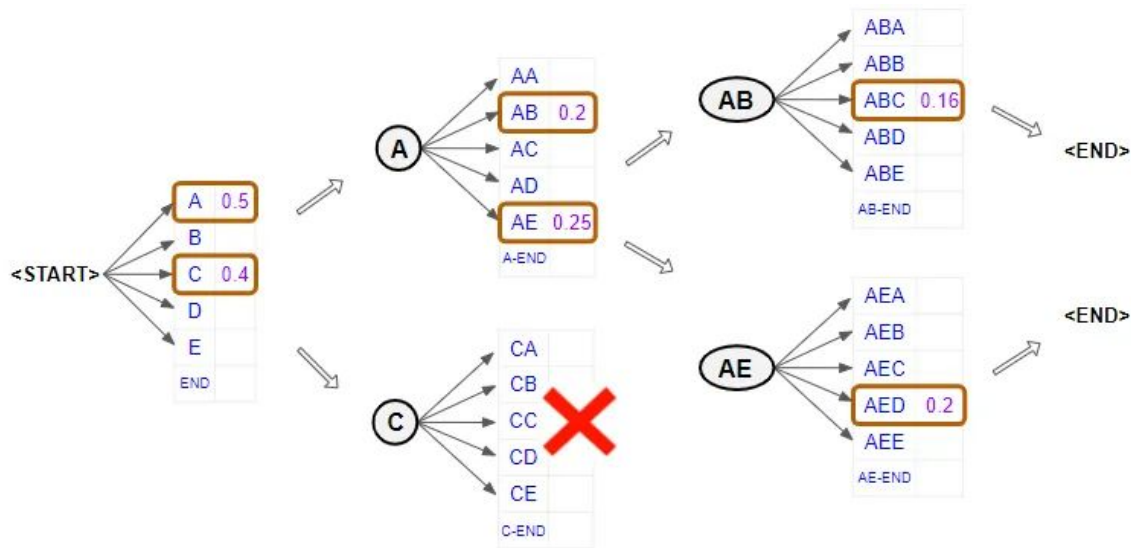 <START>
A 0.5
B
C 0.4
D
E
END
A
AA
AB 0.2
AC
AD
AE 0.25
A-END
C
CA
CB
CC
CD
CE
C-END
AB
ABA
ABB
ABC 0.16
ABD
ABE
AB-END
<END>
AE
AEA
AEB
AEC
AED 0.2
AEE
AE-END
<END>